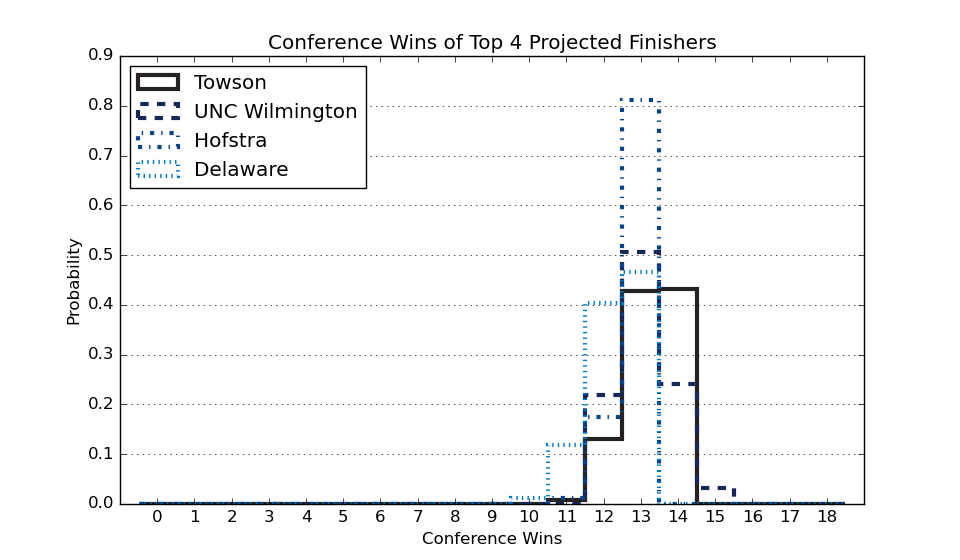 Conference Wins of Top 4 Projected Finishers
0.9
0.8
0.7
0.6
0.5
0.4
0.3
0.2
0.1
0.0
Probability
Towson
UNC Wilmington
Hofstra
Delaware
0 1 2 3 4 5 6 7 8 9 10 11 12 13 14 15 16 17 18
Conference Wins